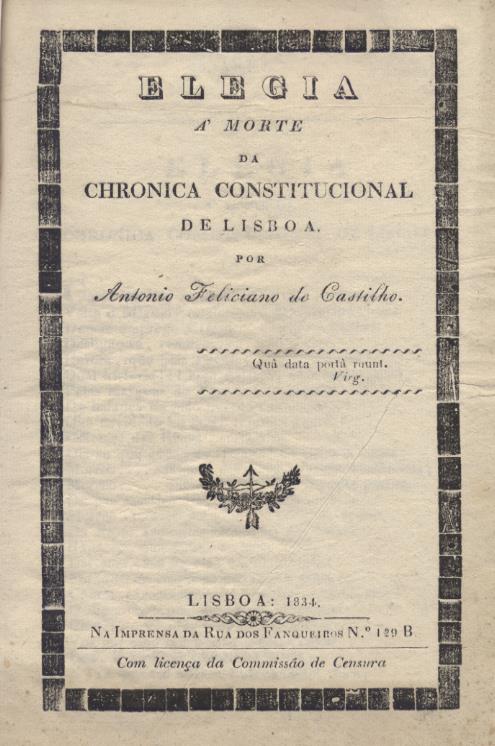 ELEGIA
A' MORTE
DA
CHRONICA CONSTITUCIONAL
DE LISBOA.
POR
Antonio Feliciano de Castilho.
Quâ data portâ ruunt.
Virg.
LISBOA: 1834.
NA IMPRENSA DA RUA DOS FANQUEIROS N.º 129 B
Com licença da Commissão de Censura